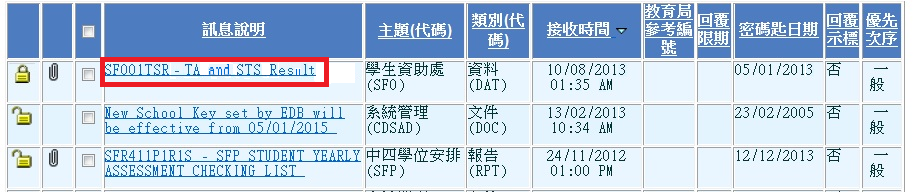 訊息說明 主題(代碼) 類別(代碼) 接收時間 教育局參考編號 回覆限期 密碼匙日期 回覆示標 優先次序
SF001TSR - TA and STS Result 學生資助處 資料 10/08/2013 05/01/2013 否 一般
(SFO) (DAT) 01:35 AM
New School Key set by EDB will 系統管理 文件 13/02/2013 23/02/2005 否 一般
be effective from 05/01/2015 (CDSAD) (DOC) 10:34 AM
SFR411P1R1S - SFP STUDENT YEARLY 中四學位安排 報告 24/11/2012 12/12/2013 否 一般
ASSESSMENT CHECKING LIST (SFP) (RPT) 01:00 PM